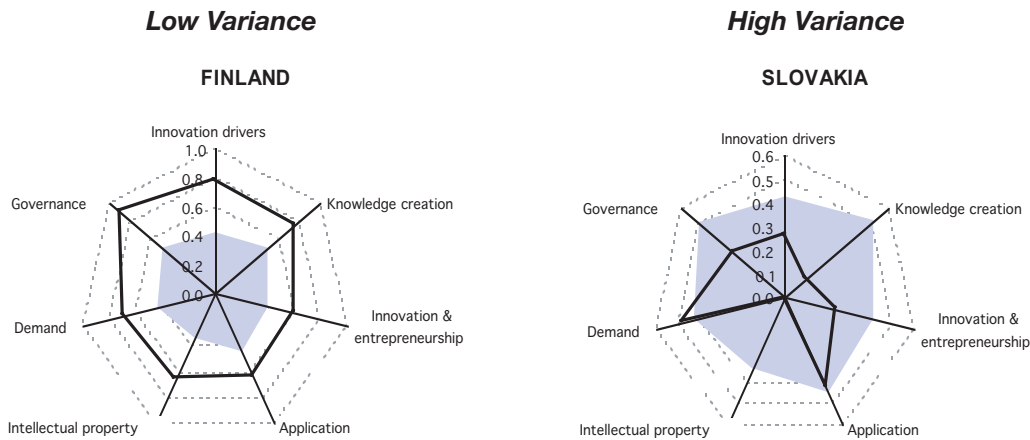 Low Variance
FINLAND
Innovation drivers
1.0
0.8
0.6
0.4
0.2
0.0
Knowledge creation
Innovation &
entrepreneurship
Application
Intellectual property
Demand
Governance
High Variance
SLOVAKIA
Innovation drivers
0.6
0.5
0.4
0.3
0.2
0.1
0.0
Knowledge creation
Innovation &
entrepreneurship
Application
Intellectual property
Demand
Governance